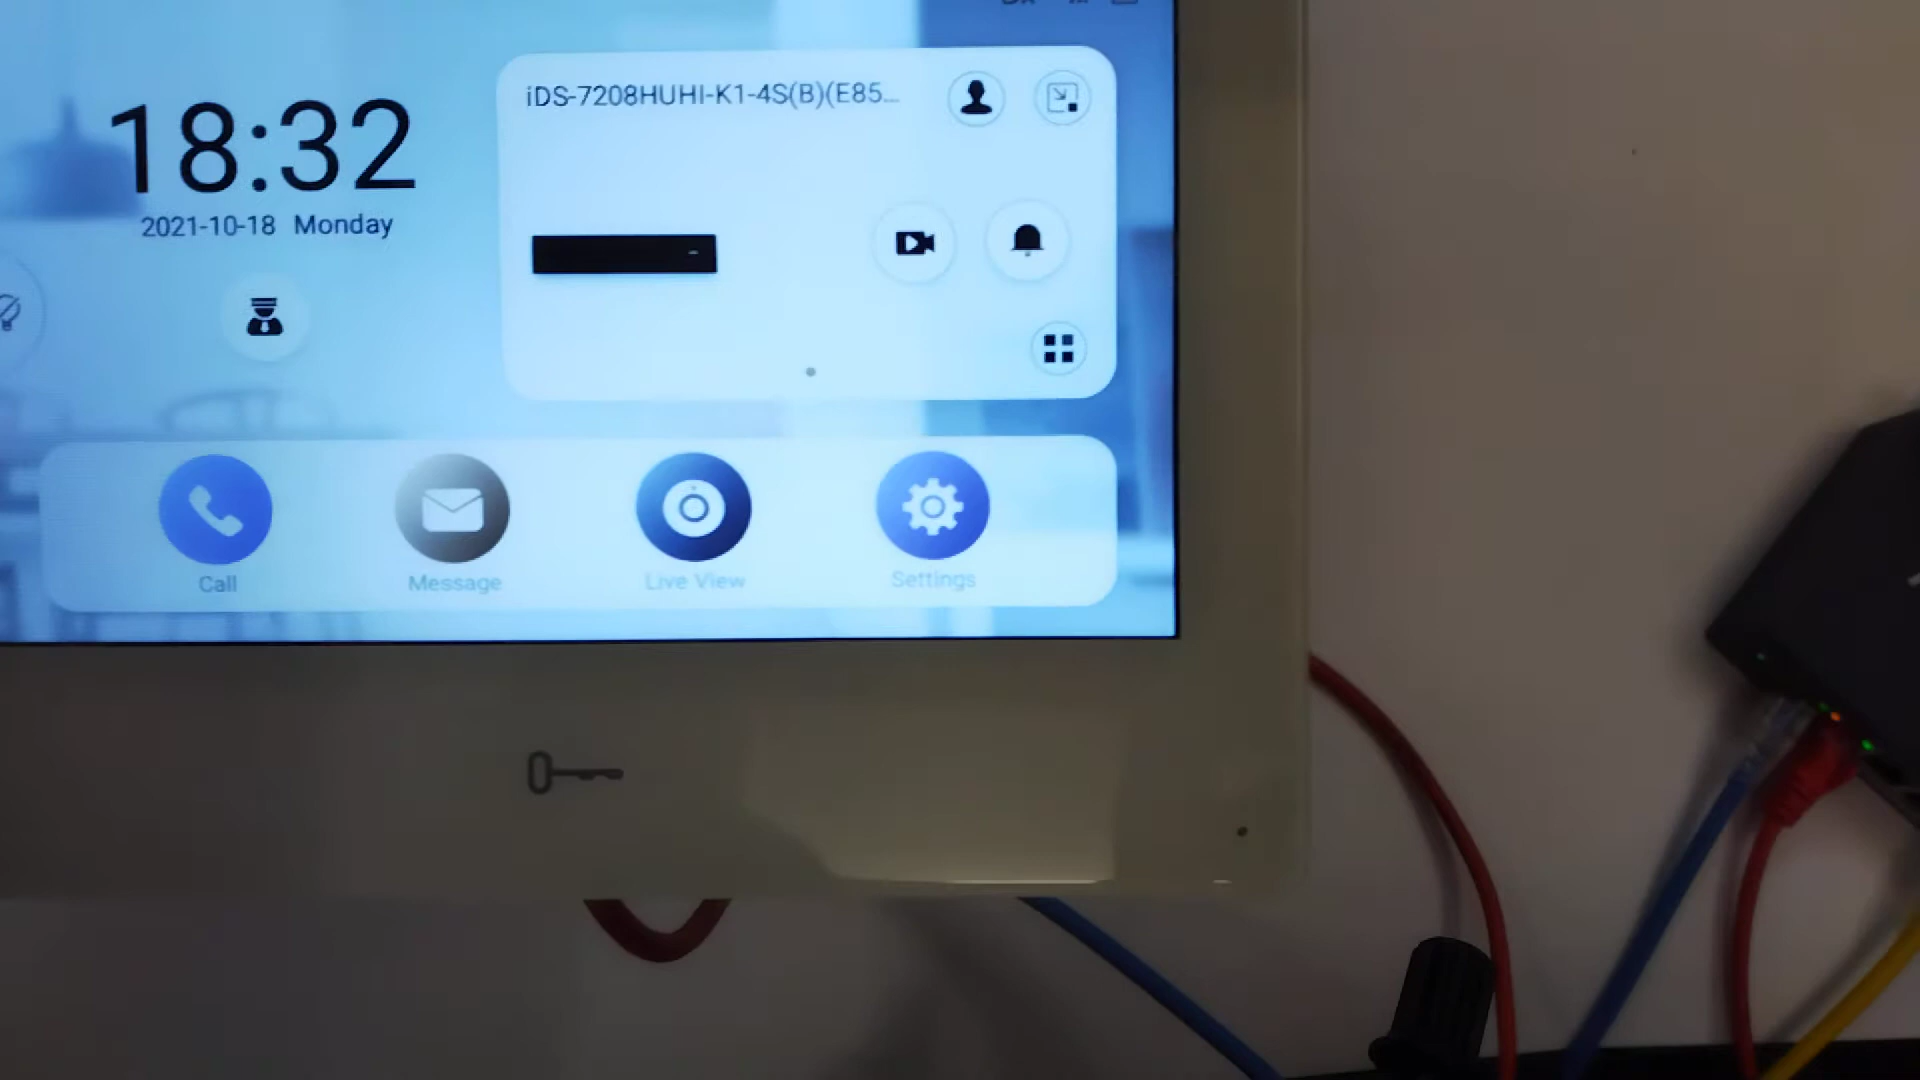 18:32
2021-10-18 Monday
iDS-7208HUHI-K1-4S(B)(E85...
Call
Message
Live View
Settings